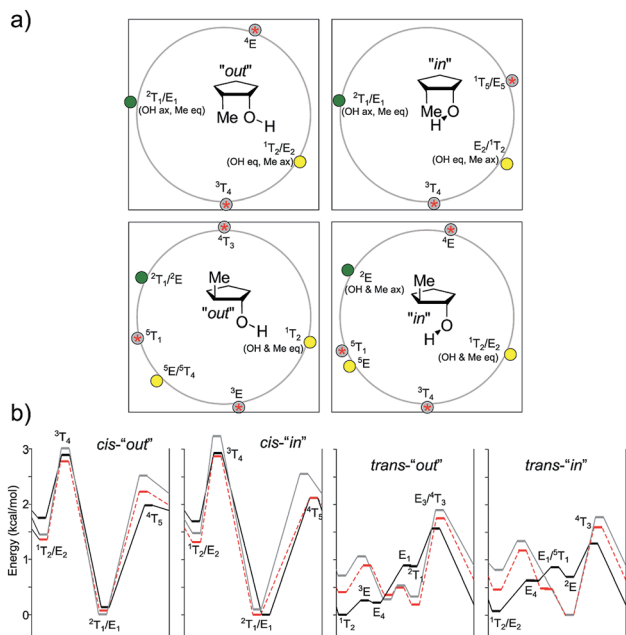 a)
⁴E
"out"
²T₁/E₁
(OH ax, Me eq)
Me O H
¹T₂/E₂
(OH eq, Me ax)
³T₄
"in"
¹T₅/E₅
²T₁/E₁
(OH ax, Me eq)
Me O
H
E₂/¹T₂
(OH eq, Me ax)
³T₄
⁴T₃
²T₁/²E
Me
"out"
O H
⁵T₁
¹T₂
(OH & Me eq)
⁵E/⁵T₄
³E
⁴E
²E
(OH & Me ax)
Me
"in"
O
H
⁵T₁
⁵E
¹T₂/E₂
(OH & Me eq)
³T₄
b)
Energy (kcal/mol)
3
2
1
0
cis-"out"
³T₄
¹T₂/E₂
⁴T₅
²T₁/E₁
cis-"in"
³T₄
¹T₂/E₂
⁴T₅
²T₁/E₁
trans-"out"
E₃/⁴T₃
E₁
³E
²T₁
E₄
¹T₂
trans-"in"
⁴T₃
E₁/⁵T₁
²E
E₄
¹T₂/E₂